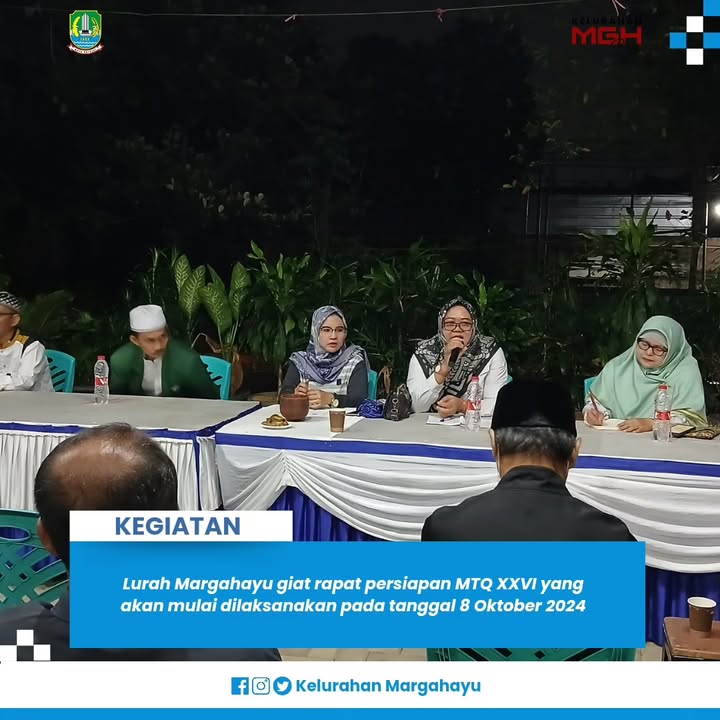 KELURAHAN
MGH
KEGIATAN
Lurah Margahayu giat rapat persiapan MTQ XXVI yang
akan mulai dilaksanakan pada tanggal 8 Oktober 2024
Kelurahan Margahayu